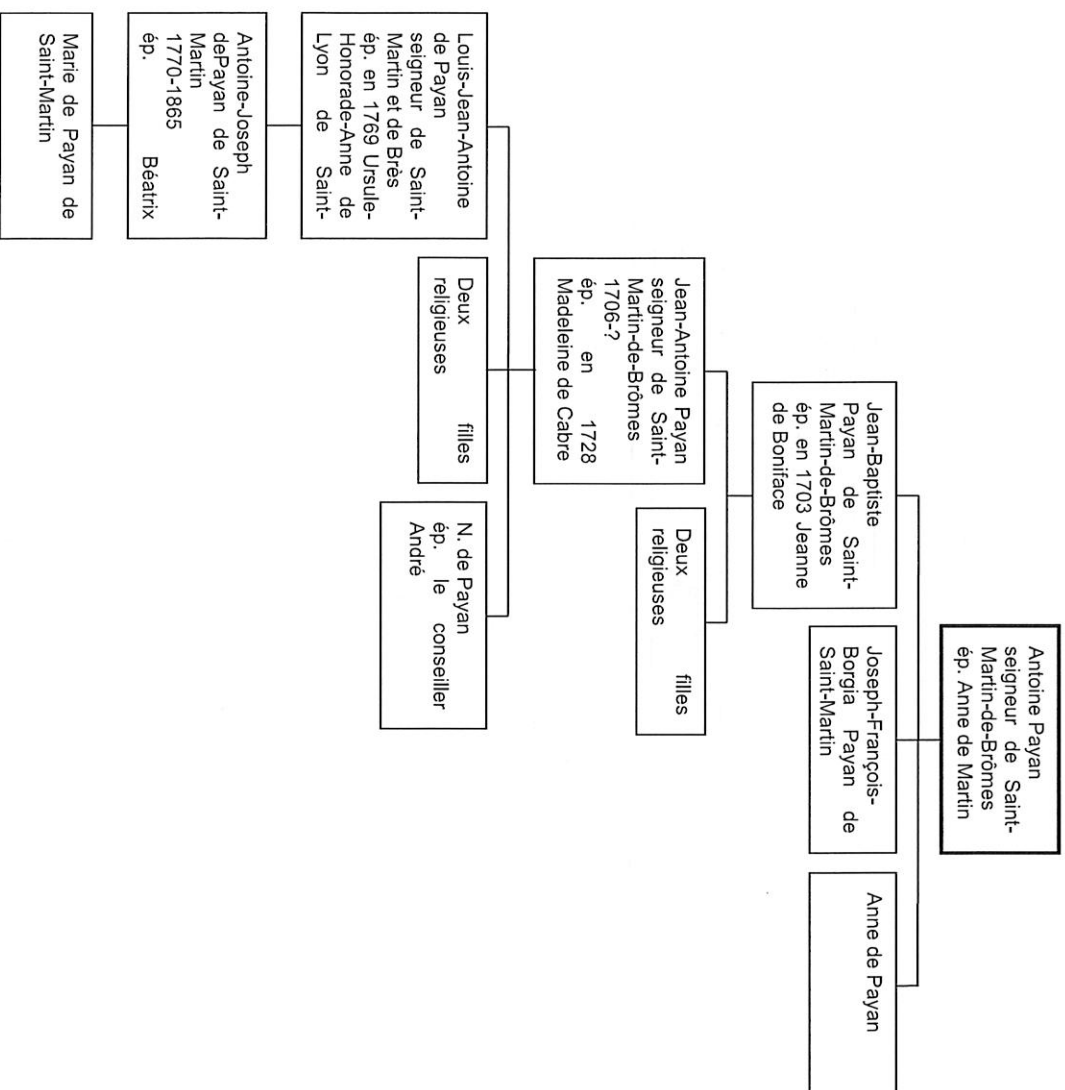 Antoine Payan
seigneur de Saint-
Martin-de-Brômes
ép. Anne de Martin
Jean-Baptiste
Payan de Saint-
Martin-de-Brômes
ép. en 1703 Jeanne
de Boniface
Joseph-François-
Borgia Payan de
Saint-Martin
Anne de Payan
Jean-Antoine Payan
seigneur de Saint-
Martin-de-Brômes
1706-?
ép. en 1728
Madeleine de Cabre
Deux filles
religieuses
Louis-Jean-Antoine
de Payan
seigneur de Saint-
Martin et de Brès
ép. en 1769 Ursule-
Honorade-Anne de
Lyon de Saint-
Deux filles
religieuses
N. de Payan
ép. le conseiller
André
Antoine-Joseph
dePayan de Saint-
Martin
1770-1865
ép. Béatrix
Marie de Payan de
Saint-Martin